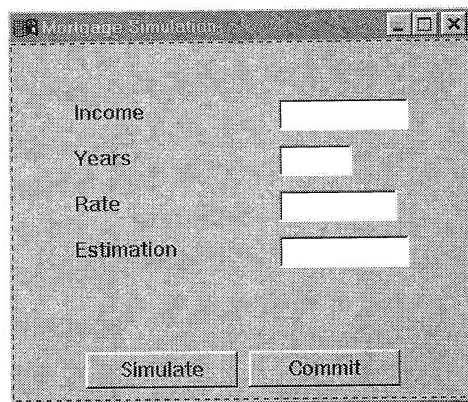 Mortgage Simulation
Income
Years
Rate
Estimation
Simulate Commit